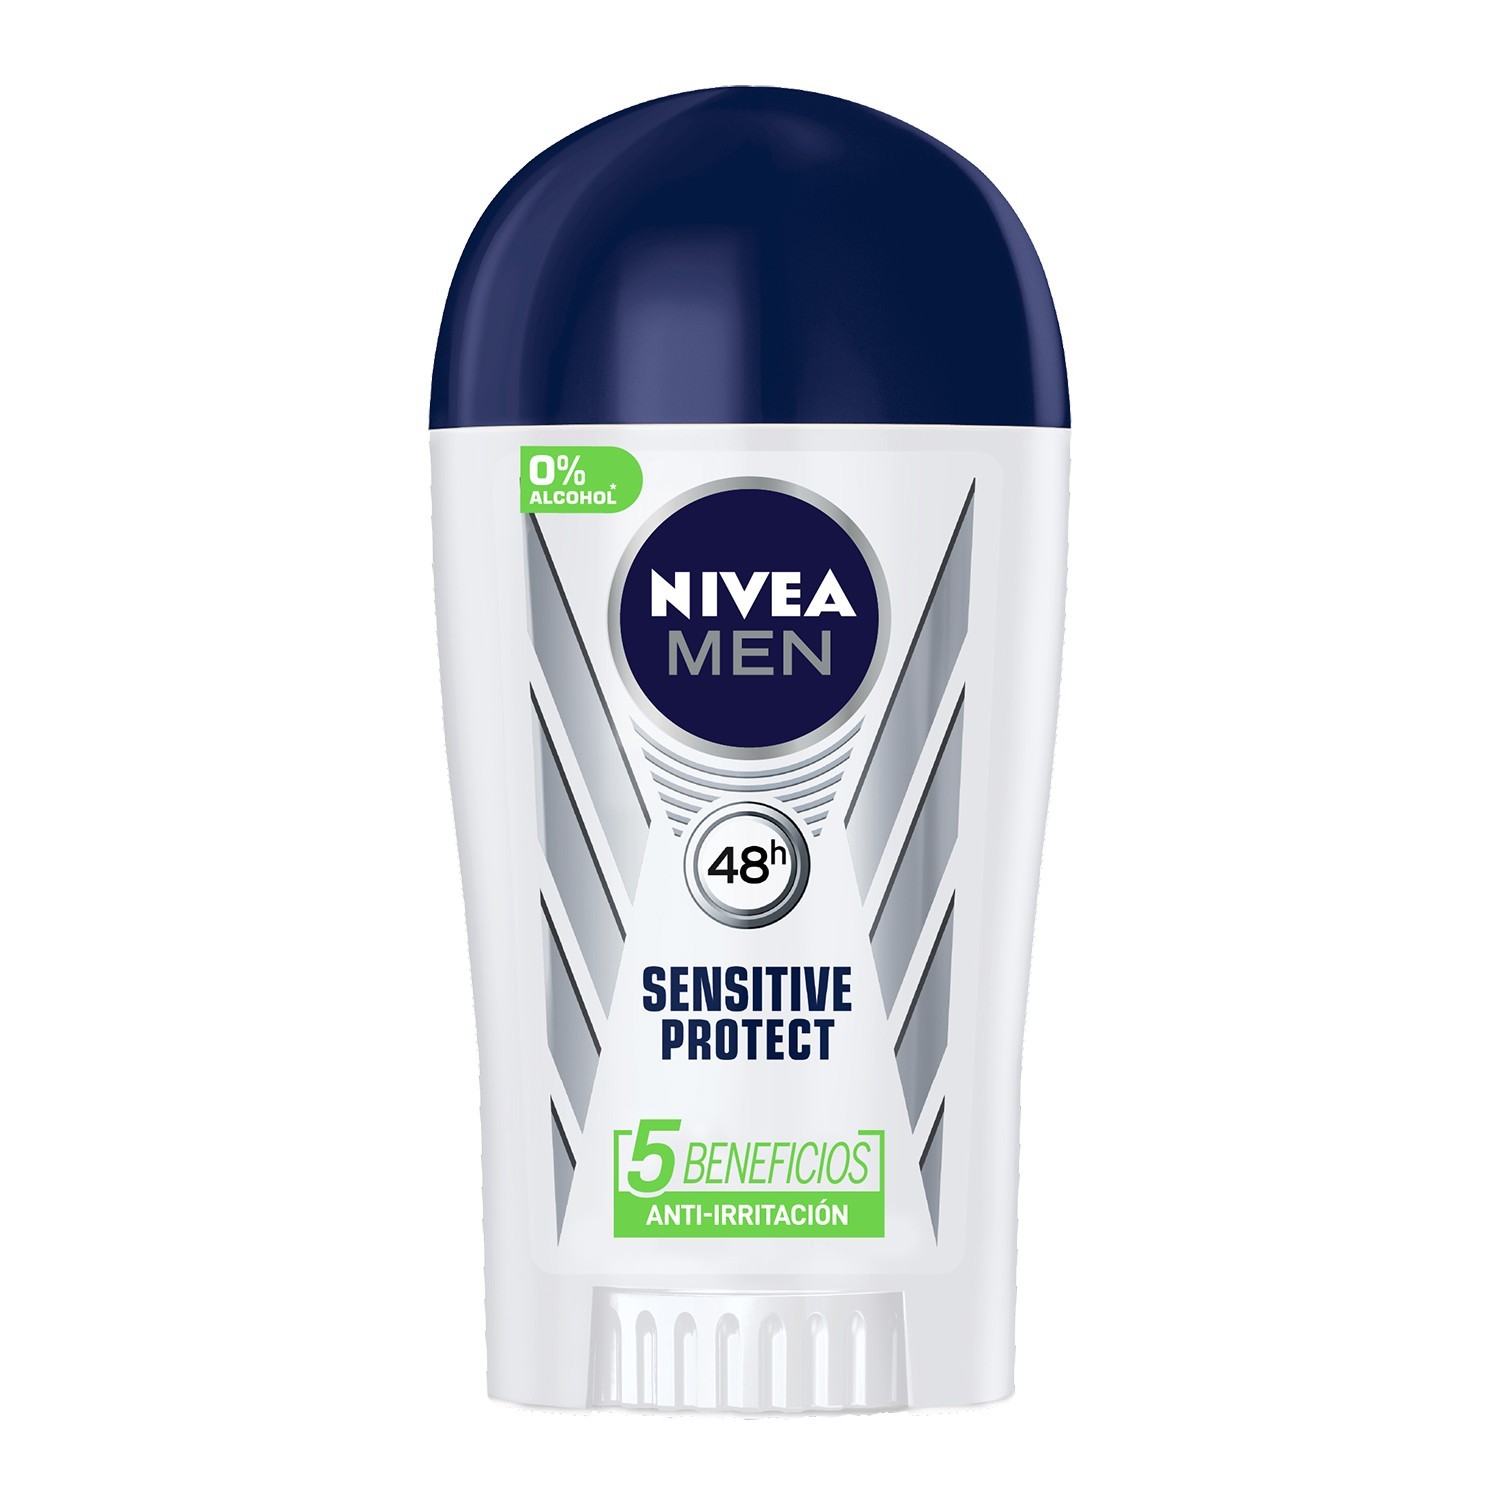 0%
ALCOHOL*
NIVEA
MEN
48h
SENSITIVE
PROTECT
5 BENEFICIOS
ANTI-IRRITACIÓN